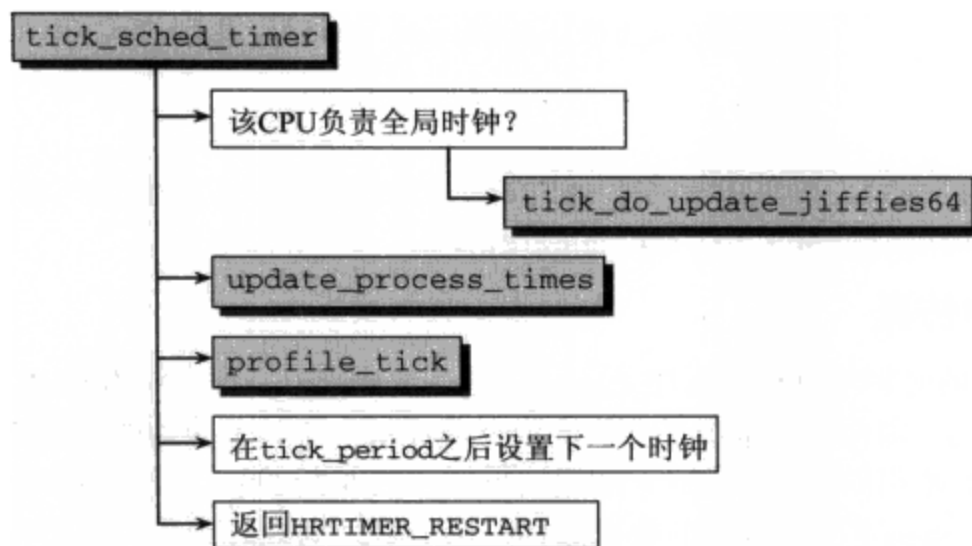 tick_sched_timer
该CPU负责全局时钟?
tick_do_update_jiffies64
update_process_times
profile_tick
在tick_period之后设置下一个时钟
返回HRTIMER_RESTART